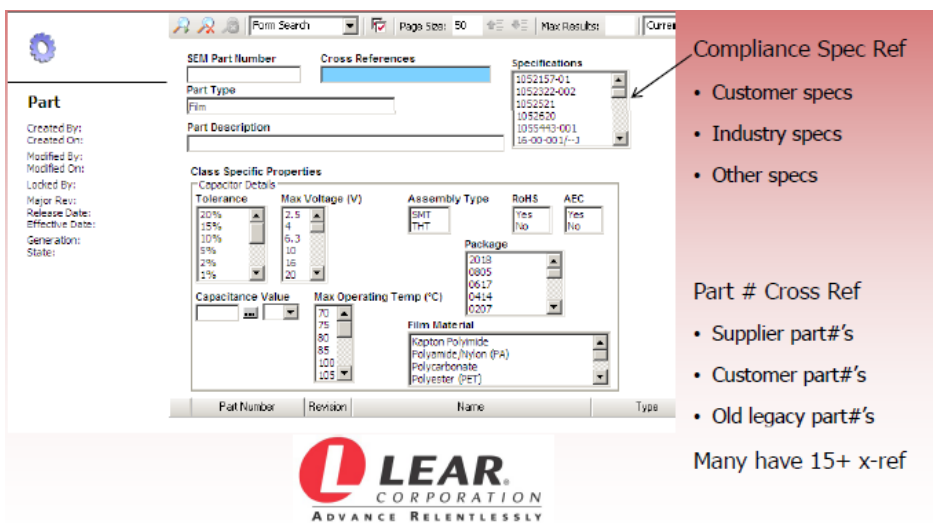 Form Search
Page Size: 50
Max Results:
Curre
SEM Part Number
Cross References
Specifications
1052157-01
1052322-002
1052521
1052620
1055443-001
16-00-001/--J
Part Type
Film
Part Description
Part
Created By:
Created On:
Modified By:
Modified On:
Locked By:
Major Rev:
Release Date:
Effective Date:
Generation:
State:
Class Specific Properties
Capacitor Details
Tolerance
20%
15%
10%
5%
2%
1%
Max Voltage (V)
2.5
4
6.3
10
16
20
Assembly Type
SMT
THT
RoHS
Yes
No
AEC
Yes
No
Package
2018
0805
0617
0414
0207
Capacitance Value
...
Max Operating Temp (°C)
70
75
80
85
100
105
Film Material
Kapton Polyimide
Polyamide/Nylon (PA)
Polycarbonate
Polyester (PET)
Part Number
Revision
Name
Type
Compliance Spec Ref
• Customer specs
• Industry specs
• Other specs
Part # Cross Ref
• Supplier part#'s
• Customer part#'s
• Old legacy part#'s
Many have 15+ x-ref
LEAR.
CORPORATION
ADVANCE RELENTLESSLY